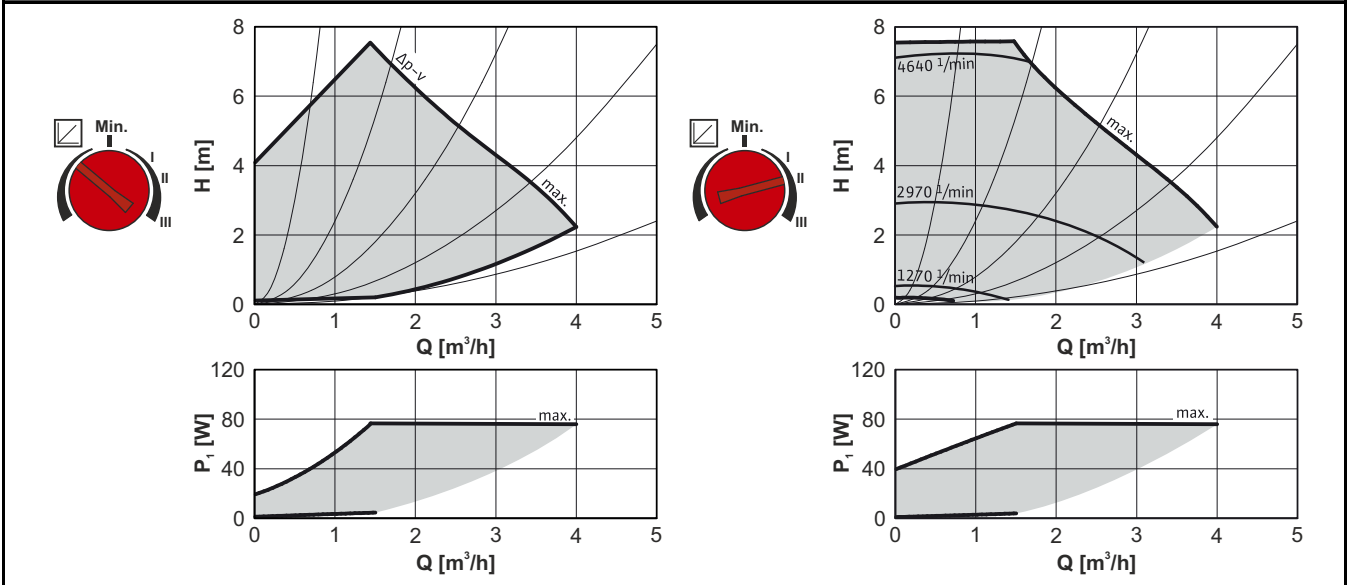 8
6
4
2
0
H [m]
Δp-v
max.
0 1 2 3 4 5
Q [m³/h]
Min.
I
II
III
120
80
40
0
P₁ [W]
max.
0 1 2 3 4 5
Q [m³/h]
8
6
4
2
0
H [m]
4640 1/min
max.
2970 1/min
1270 1/min
0 1 2 3 4 5
Q [m³/h]
Min.
I
II
III
120
80
40
0
P₁ [W]
max.
0 1 2 3 4 5
Q [m³/h]